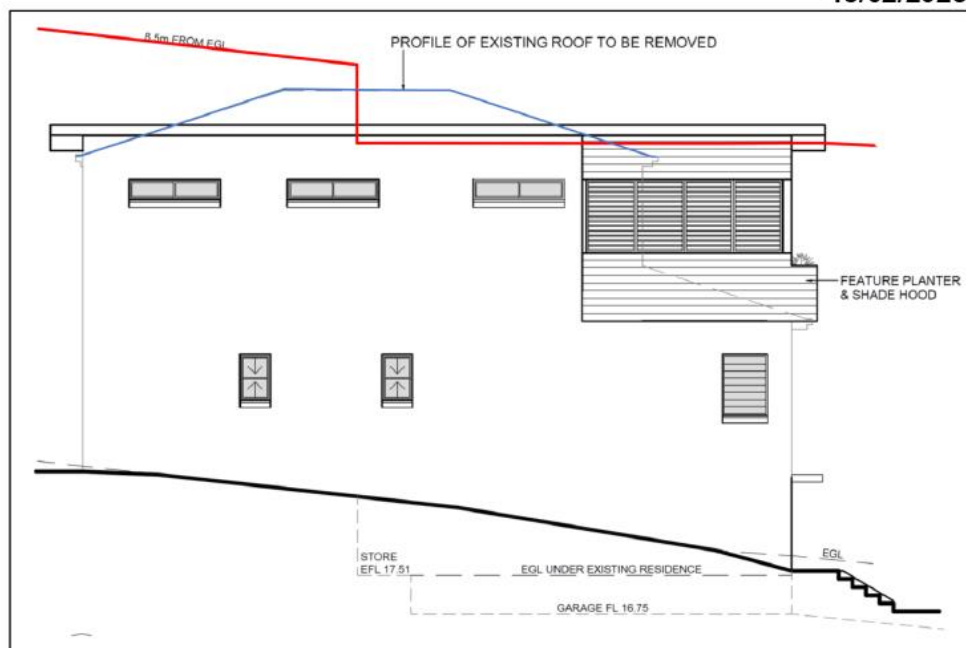 8.5m FROM EGL
PROFILE OF EXISTING ROOF TO BE REMOVED
FEATURE PLANTER
& SHADE HOOD
EGL
STORE
EFL 17.51
EGL UNDER EXISTING RESIDENCE
GARAGE FL 16.75